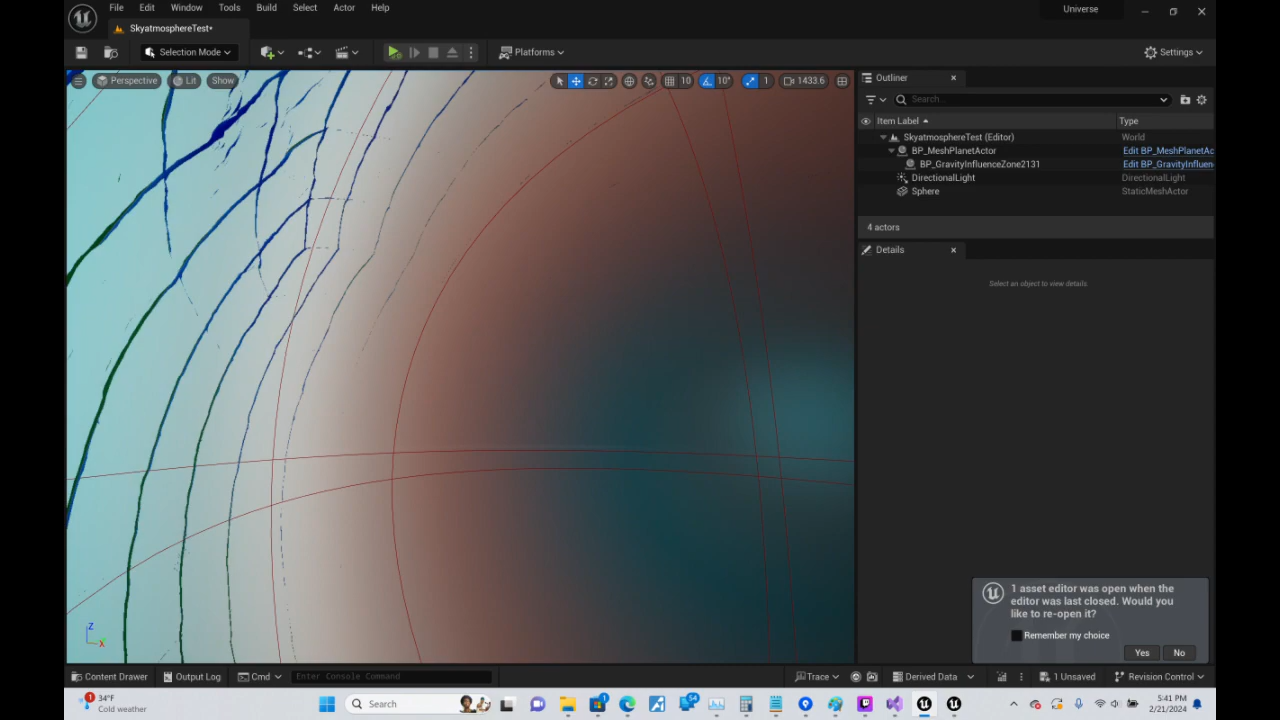 File Edit Window Tools Build Select Actor Help
Universe
SkyatmosphereTest*
Selection Mode
Platforms
Settings
Perspective Lit Show
10 10° 1 1433.6
Outliner
Search...
Item Label Type
SkyatmosphereTest (Editor) World
BP_MeshPlanetActor Edit BP_MeshPlanetAc
BP_GravityInfluenceZone2131 Edit BP_GravityInfluen
DirectionalLight DirectionalLight
Sphere StaticMeshActor
4 actors
Details
Select an object to view details.
1 asset editor was open when the
editor was last closed. Would you
like to re-open it?
Remember my choice
Yes No
Z
X
Content Drawer Output Log Cmd Enter Console Command Trace Derived Data 1 Unsaved Revision Control
1 34°F
Cold weather
Search
1
54
5:41 PM
2/21/2024